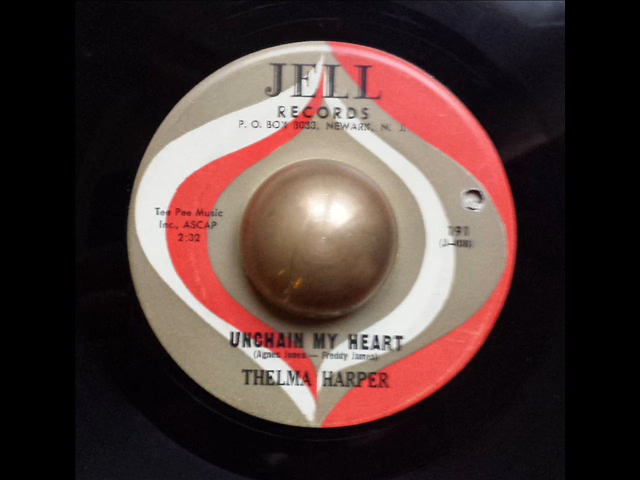 JELL
RECORDS
P. O. BOX 3033, NEWARK, N. J.
Tee Pee Music
Inc., ASCAP
2:32
191
UNCHAIN MY HEART
(Agnes Jones — Freddy James)
THELMA HARPER